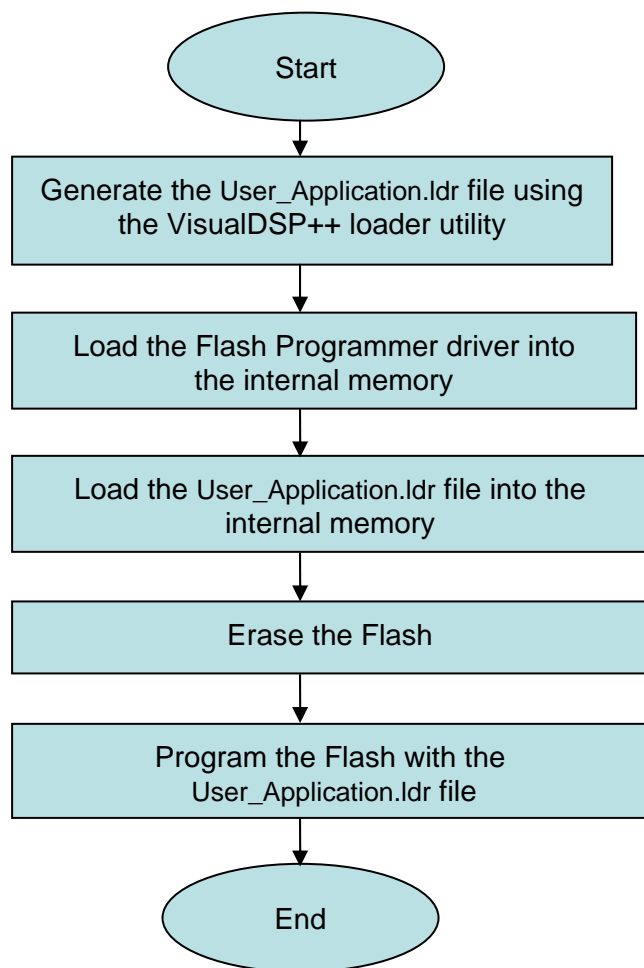 Start
Generate the User_Application.ldr file using
the VisualDSP++ loader utility
Load the Flash Programmer driver into
the internal memory
Load the User_Application.ldr file into the
internal memory
Erase the Flash
Program the Flash with the
User_Application.ldr file
End